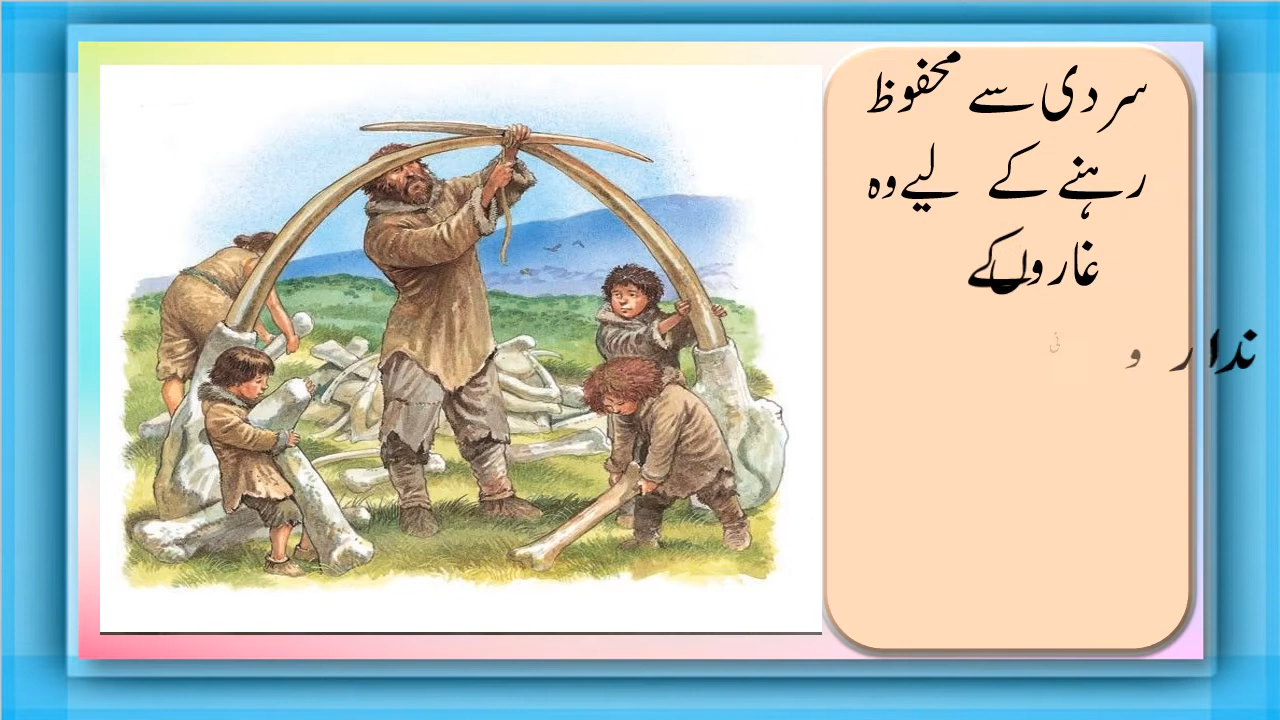 سردی سے محفوظ
رہنے کے لیے وہ
غاروں کے